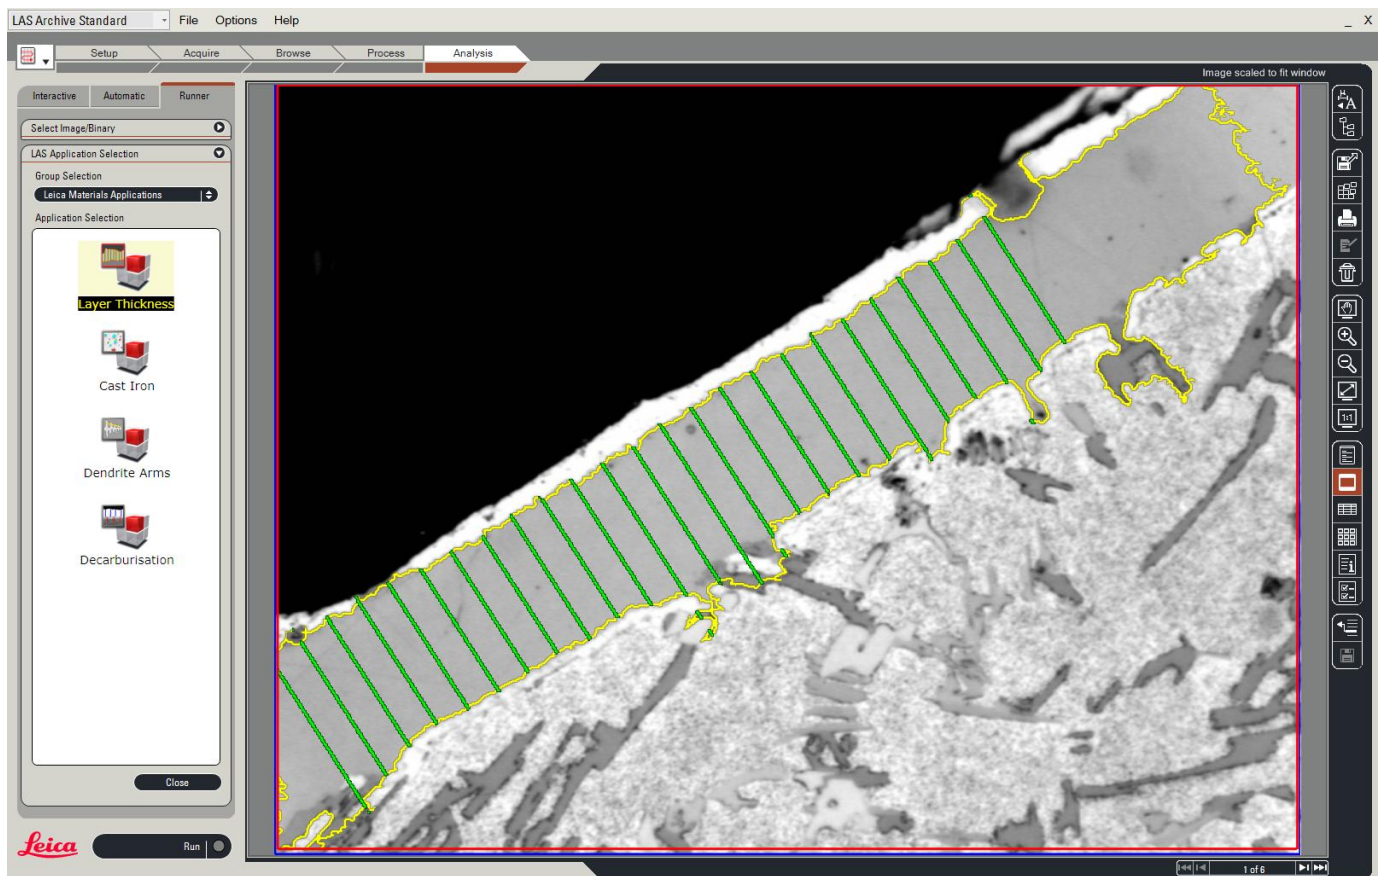 LAS Archive Standard File Options Help _ X
Setup Acquire Browse Process Analysis
Image scaled to fit window
Interactive Automatic Runner
Select Image/Binary
LAS Application Selection
Group Selection
Leica Materials Applications
Application Selection
Layer Thickness
Cast Iron
Dendrite Arms
Decarburisation
Close
Leica
Run
1:1
1 of 6